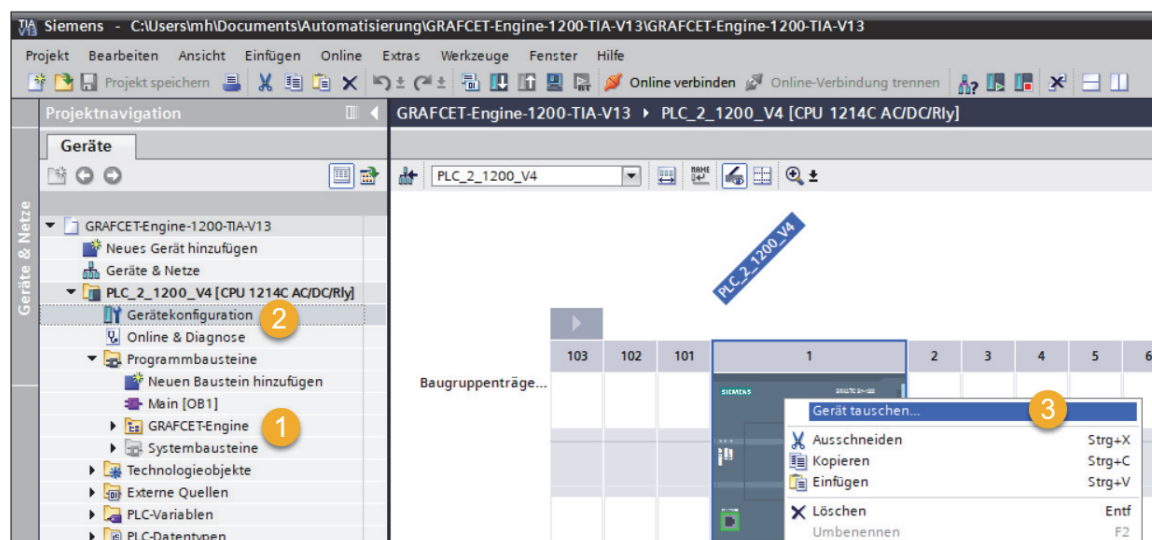 Siemens - C:\Users\mh\Documents\Automatisierung\GRAFCET-Engine-1200-TIA-V13\GRAFCET-Engine-1200-TIA-V13
Projekt Bearbeiten Ansicht Einfügen Online Extras Werkzeuge Fenster Hilfe
Projekt speichern Online verbinden Online-Verbindung trennen
Projektnavigation
GRAFCET-Engine-1200-TIA-V13 PLC_2_1200_V4 [CPU 1214C AC/DC/Rly]
Geräte
PLC_2_1200_V4
Geräte & Netze
GRAFCET-Engine-1200-TIA-V13
Neues Gerät hinzufügen
Geräte & Netze
PLC_2_1200_V4 [CPU 1214C AC/DC/Rly]
Gerätekonfiguration 2
Online & Diagnose
Programmbausteine
Neuen Baustein hinzufügen
Main [OB1]
GRAFCET-Engine 1
Systembausteine
Technologieobjekte
Externe Quellen
PLC-Variablen
PLC-Datentypen
PLC_2_1200_V4
103 102 101 1 2 3 4 5 6
Baugruppenträge...
SIEMENS
Gerät tauschen... 3
Ausschneiden Strg+X
Kopieren Strg+C
Einfügen Strg+V
Löschen Entf
Umbenennen F2